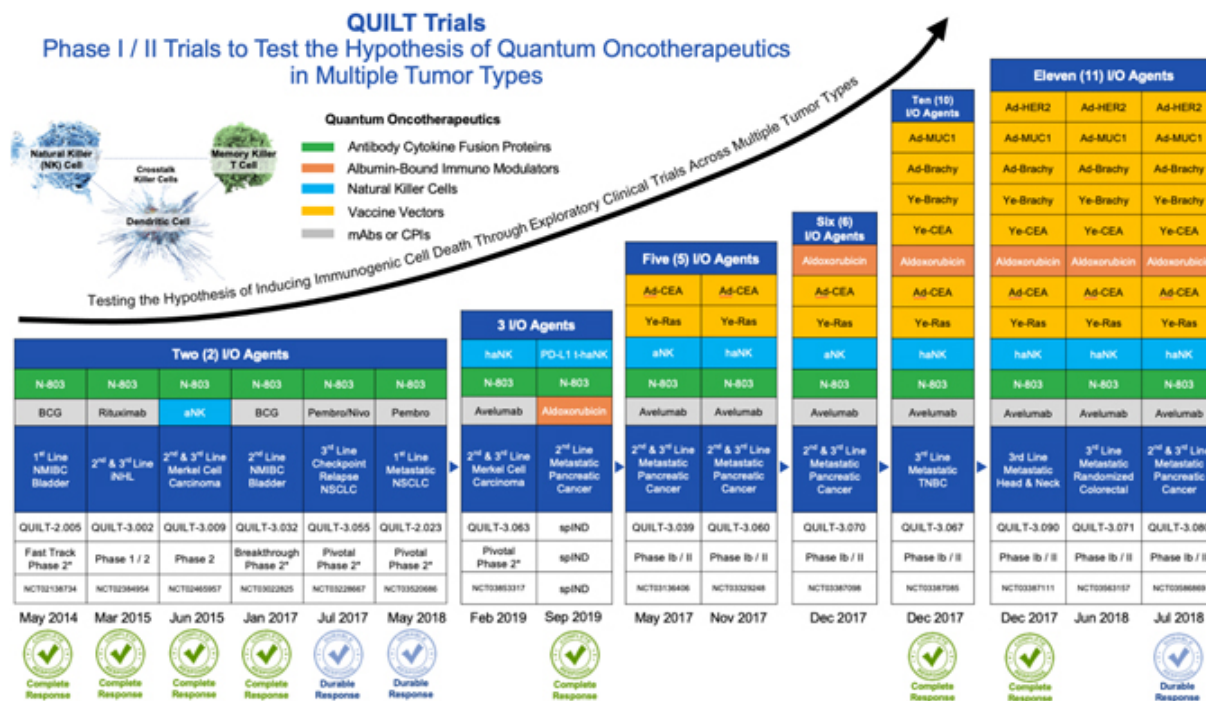 QUILT Trials
Phase I / II Trials to Test the Hypothesis of Quantum Oncotherapeutics
in Multiple Tumor Types
Natural Killer
(NK) Cell
Memory Killer
T Cell
Crosstalk
Killer Cells
Dendritic Cell
Quantum Oncotherapeutics
Antibody Cytokine Fusion Proteins
Albumin-Bound Immuno Modulators
Natural Killer Cells
Vaccine Vectors
mAbs or CPIs
Testing the Hypothesis of Inducing Immunogenic Cell Death Through Exploratory Clinical Trials Across Multiple Tumor Types
Two (2) I/O Agents
N-803 N-803 N-803 N-803 N-803 N-803
BCG Rituximab aNK BCG Pembro/Nivo Pembro
1st Line NMIBC Bladder
2nd & 3rd Line iNHL
2nd & 3rd Line Merkel Cell Carcinoma
2nd Line NMIBC Bladder
3rd Line Checkpoint Relapse NSCLC
1st Line Metastatic NSCLC
QUILT-2.005 QUILT-3.002 QUILT-3.009 QUILT-3.032 QUILT-3.055 QUILT-2.023
Fast Track Phase 2* Phase 1 / 2 Phase 2 Breakthrough Phase 2* Pivotal Phase 2* Pivotal Phase 2*
NCT02138734 NCT02384954 NCT02465957 NCT03022825 NCT03228667 NCT03520686
May 2014 Mar 2015 Jun 2015 Jan 2017 Jul 2017 May 2018
Complete Response
Complete Response
Complete Response
Complete Response
Durable Response
Durable Response
3 I/O Agents
haNK PD-L1 t-haNK
N-803 N-803
Avelumab Aldoxorubicin
2nd & 3rd Line Merkel Cell Carcinoma
2nd Line Metastatic Pancreatic Cancer
QUILT-3.063 spIND
Pivotal Phase 2* spIND
NCT03853317 spIND
Feb 2019 Sep 2019
Complete Response
Five (5) I/O Agents
Ad-CEA Ad-CEA
Ye-Ras Ye-Ras
aNK haNK
N-803 N-803
Avelumab Avelumab
2nd & 3rd Line Metastatic Pancreatic Cancer
2nd & 3rd Line Metastatic Pancreatic Cancer
QUILT-3.039 QUILT-3.060
Phase Ib / II Phase Ib / II
NCT03136406 NCT03329248
May 2017 Nov 2017
Six (6)
I/O Agents
Aldoxorubicin
Ad-CEA
Ye-Ras
aNK
N-803
Avelumab
2nd & 3rd Line Metastatic Pancreatic Cancer
QUILT-3.070
Phase Ib / II
NCT03387098
Dec 2017
Ten (10)
I/O Agents
Ad-MUC1
Ad-Brachy
Ye-Brachy
Ye-CEA
Aldoxorubicin
Ad-CEA
Ye-Ras
haNK
N-803
Avelumab
3rd Line Metastatic TNBC
QUILT-3.067
Phase Ib / II
NCT03387085
Dec 2017
Complete Response
Eleven (11) I/O Agents
Ad-HER2 Ad-HER2 Ad-HER2
Ad-MUC1 Ad-MUC1 Ad-MUC1
Ad-Brachy Ad-Brachy Ad-Brachy
Ye-Brachy Ye-Brachy Ye-Brachy
Ye-CEA Ye-CEA Ye-CEA
Aldoxorubicin Aldoxorubicin Aldoxorubicin
Ad-CEA Ad-CEA Ad-CEA
Ye-Ras Ye-Ras Ye-Ras
haNK haNK haNK
N-803 N-803 N-803
Avelumab Avelumab Avelumab
3rd Line Metastatic Head & Neck
3rd Line Metastatic Randomized Colorectal
2nd & 3rd Line Metastatic Pancreatic Cancer
QUILT-3.090 QUILT-3.071 QUILT-3.080
Phase Ib / II Phase Ib / II Phase Ib / II
NCT03387111 NCT03563157 NCT03586869
Dec 2017 Jun 2018 Jul 2018
Complete Response
Durable Response